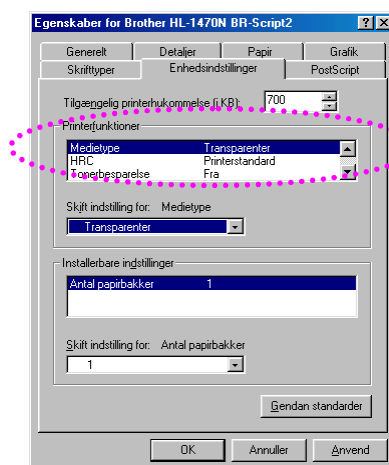 Egenskaber for Brother HL-1470N BR-Script2
Generelt Detaljer Papir Grafik
Skrifttyper Enhedsindstillinger PostScript
Tilgængelig printerhukommelse (i KB): 700
Printerfunktioner
Medietype Transparenter
HRC Printerstandard
Tonerbesparelse Fra
Skift indstilling for: Medietype
Transparenter
Installerbare indstillinger
Antal papirbakker 1
Skift indstilling for: Antal papirbakker
1
Gendan standarder
OK Annuller Anvend